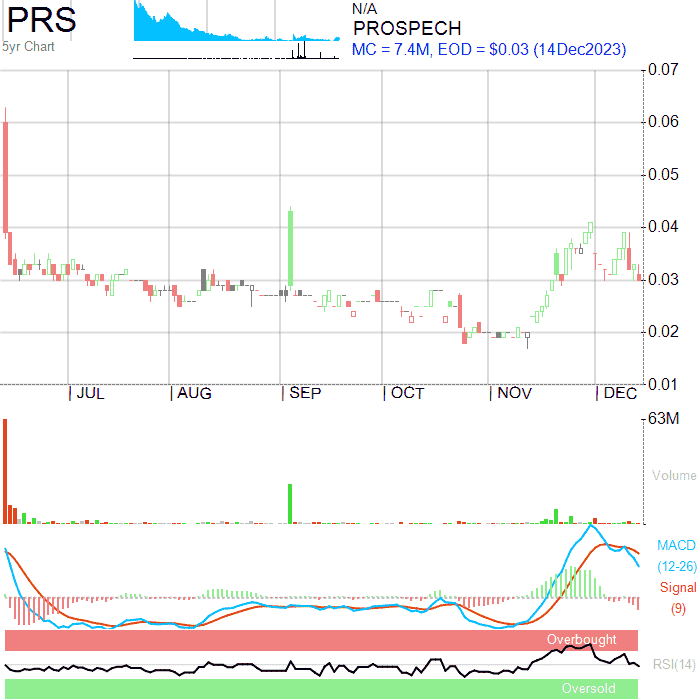 PRS
5yr Chart
N/A
PROSPECH
MC = 7.4M, EOD = $0.03 (14Dec2023)
0.07
0.06
0.05
0.04
0.03
0.02
0.01
JUL
AUG
SEP
OCT
NOV
DEC
63M
Volume
MACD
(12-26)
Signal
(9)
Overbought
RSI(14)
Oversold